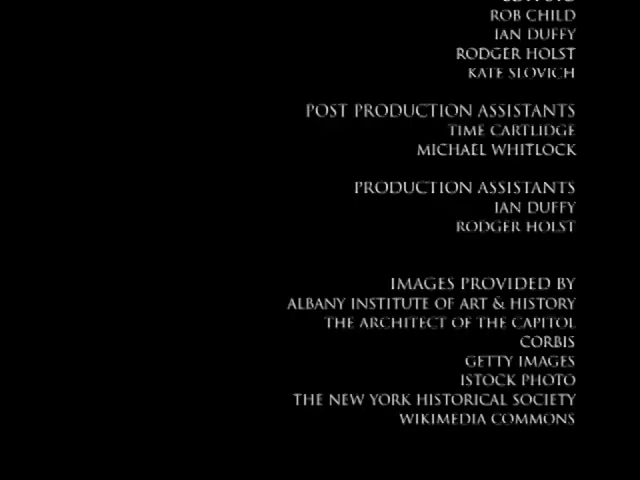 ROB CHILD
IAN DUFFY
RODGER HOLST
KATE SLOVICH
POST PRODUCTION ASSISTANTS
TIME CARTLIDGE
MICHAEL WHITLOCK
PRODUCTION ASSISTANTS
IAN DUFFY
RODGER HOLST
IMAGES PROVIDED BY
ALBANY INSTITUTE OF ART & HISTORY
THE ARCHITECT OF THE CAPITOL
CORBIS
GETTY IMAGES
ISTOCK PHOTO
THE NEW YORK HISTORICAL SOCIETY
WIKIMEDIA COMMONS